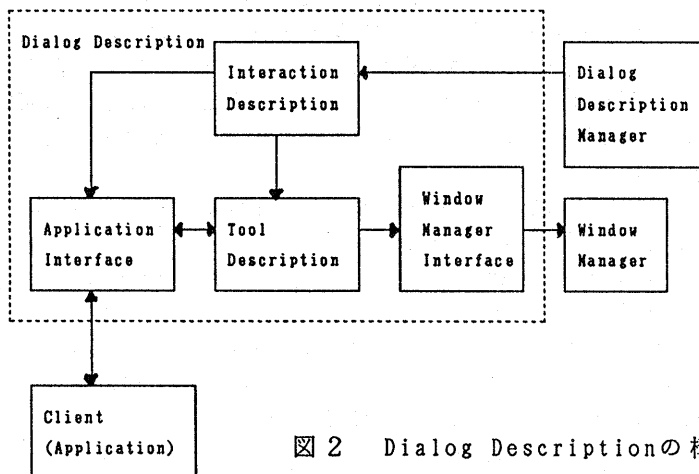 Dialog Description
Interaction
Description
Dialog
Description
Manager
Application
Interface
Tool
Description
Window
Manager
Interface
Window
Manager
Client
(Application)
図2 Dialog Descriptionの